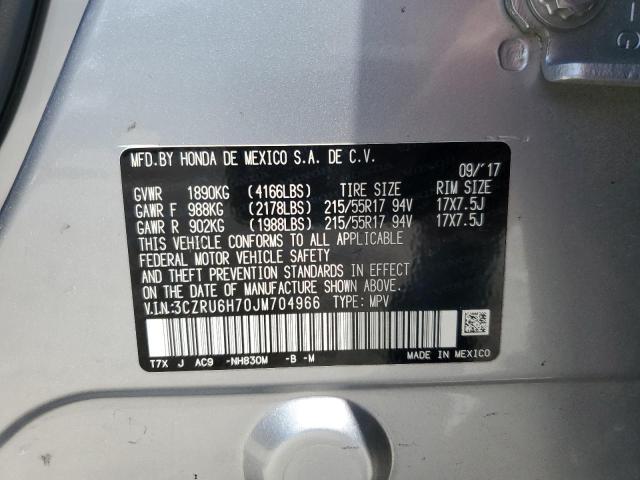 MFD.BY HONDA DE MEXICO S.A. DE C.V.
09/'17
GVWR 1890KG (4166LBS) TIRE SIZE RIM SIZE
GAWR F 988KG (2178LBS) 215/55R17 94V 17X7.5J
GAWR R 902KG (1988LBS) 215/55R17 94V 17X7.5J
THIS VEHICLE CONFORMS TO ALL APPLICABLE
FEDERAL MOTOR VEHICLE SAFETY
AND THEFT PREVENTION STANDARDS IN EFFECT
ON THE DATE OF MANUFACTURE SHOWN ABOVE.
V.I.N:3CZRU6H70JM704966 TYPE: MPV
T7X J AC9 -NH830M -B -M
MADE IN MEXICO